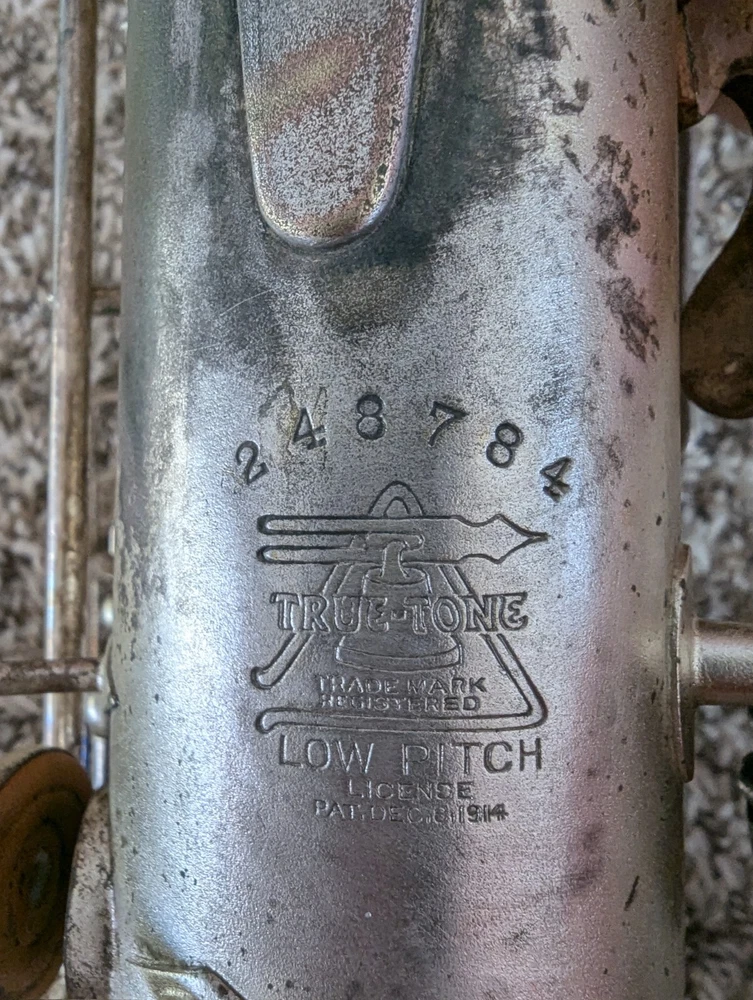 248784
TRUE-TONE
TRADE MARK
REGISTERED
LOW PITCH
LICENSE
PAT. DEC. 8, 1914